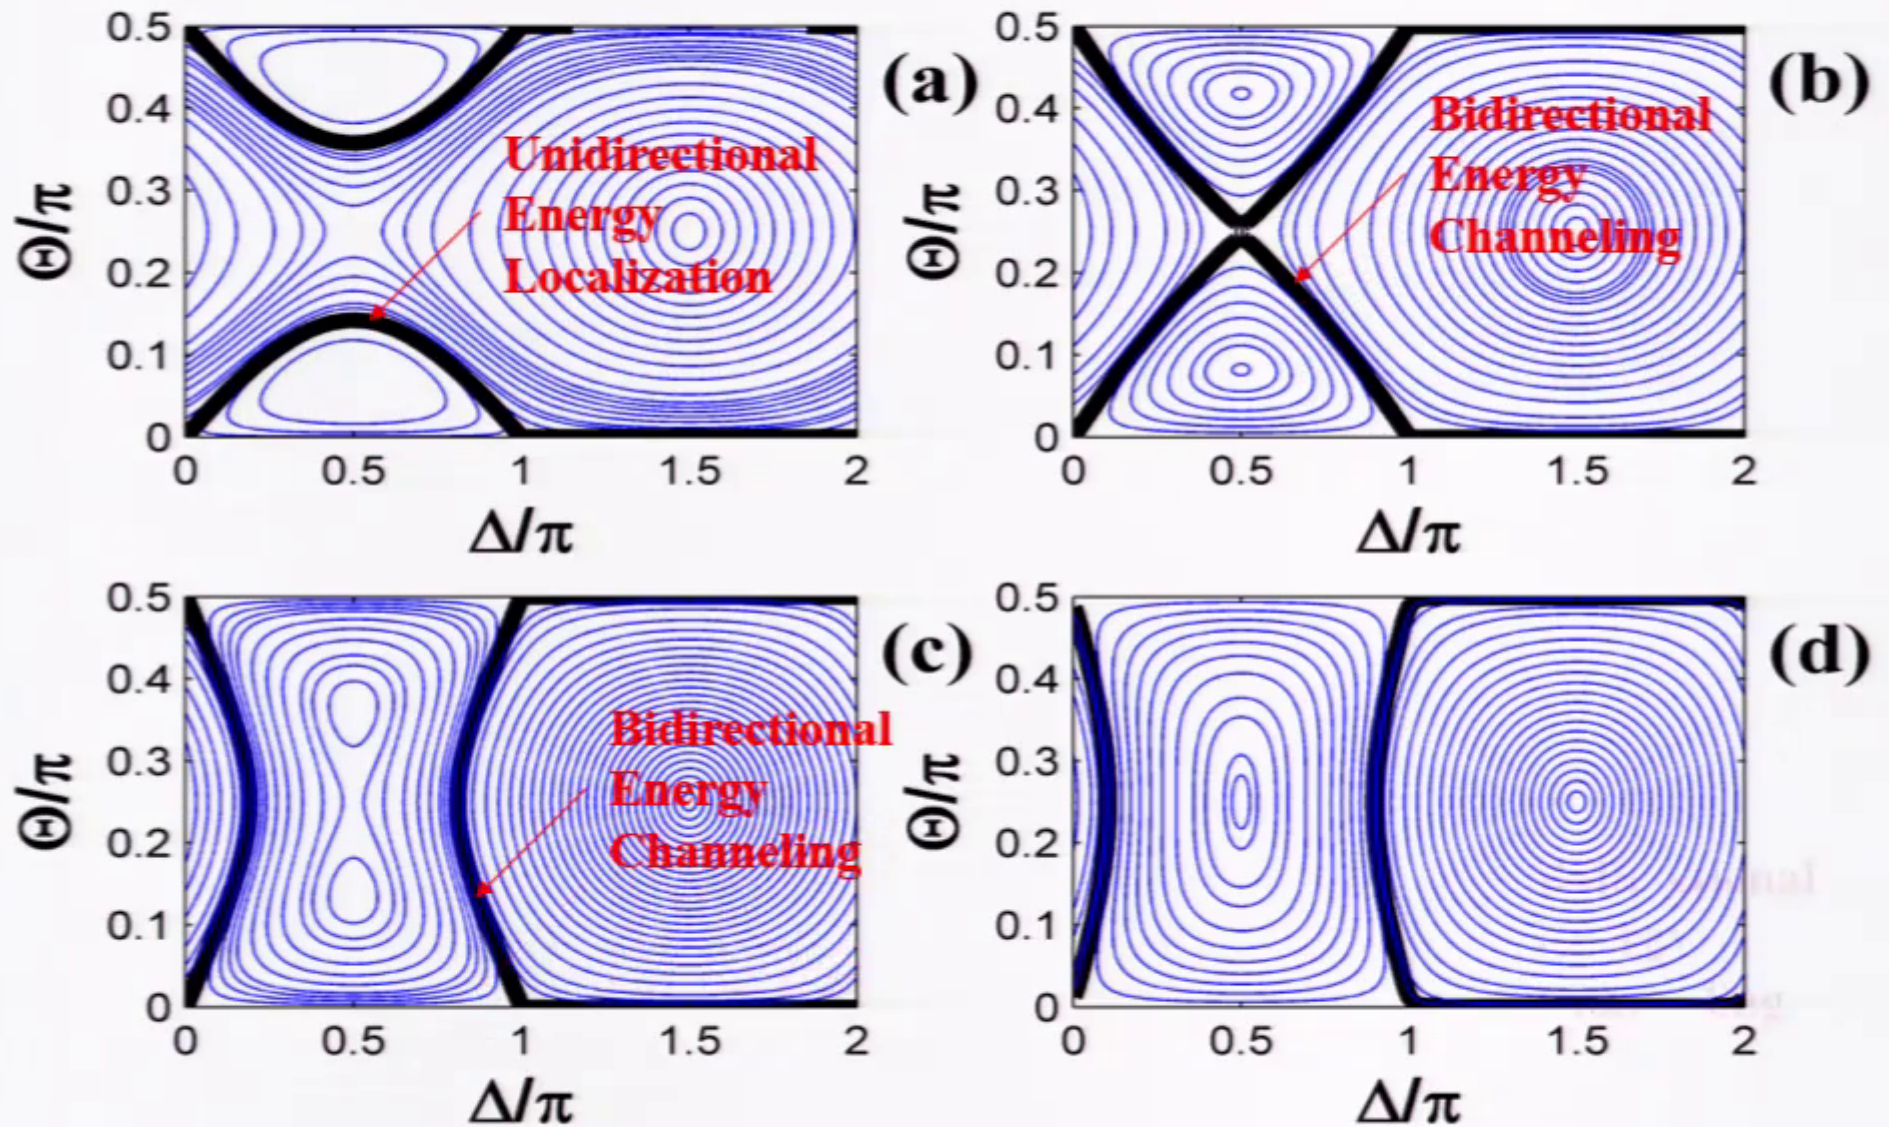 0.5
0.4
0.3
0.2
0.1
0
Θ/π
0
0.5
1
1.5
2
Δ/π
(a)
Unidirectional
Energy
Localization
0.5
0.4
0.3
0.2
0.1
0
Θ/π
0
0.5
1
1.5
2
Δ/π
(b)
Bidirectional
Energy
Channeling
0.5
0.4
0.3
0.2
0.1
0
Θ/π
0
0.5
1
1.5
2
Δ/π
(c)
Bidirectional
Energy
Channeling
0.5
0.4
0.3
0.2
0.1
0
Θ/π
0
0.5
1
1.5
2
Δ/π
(d)